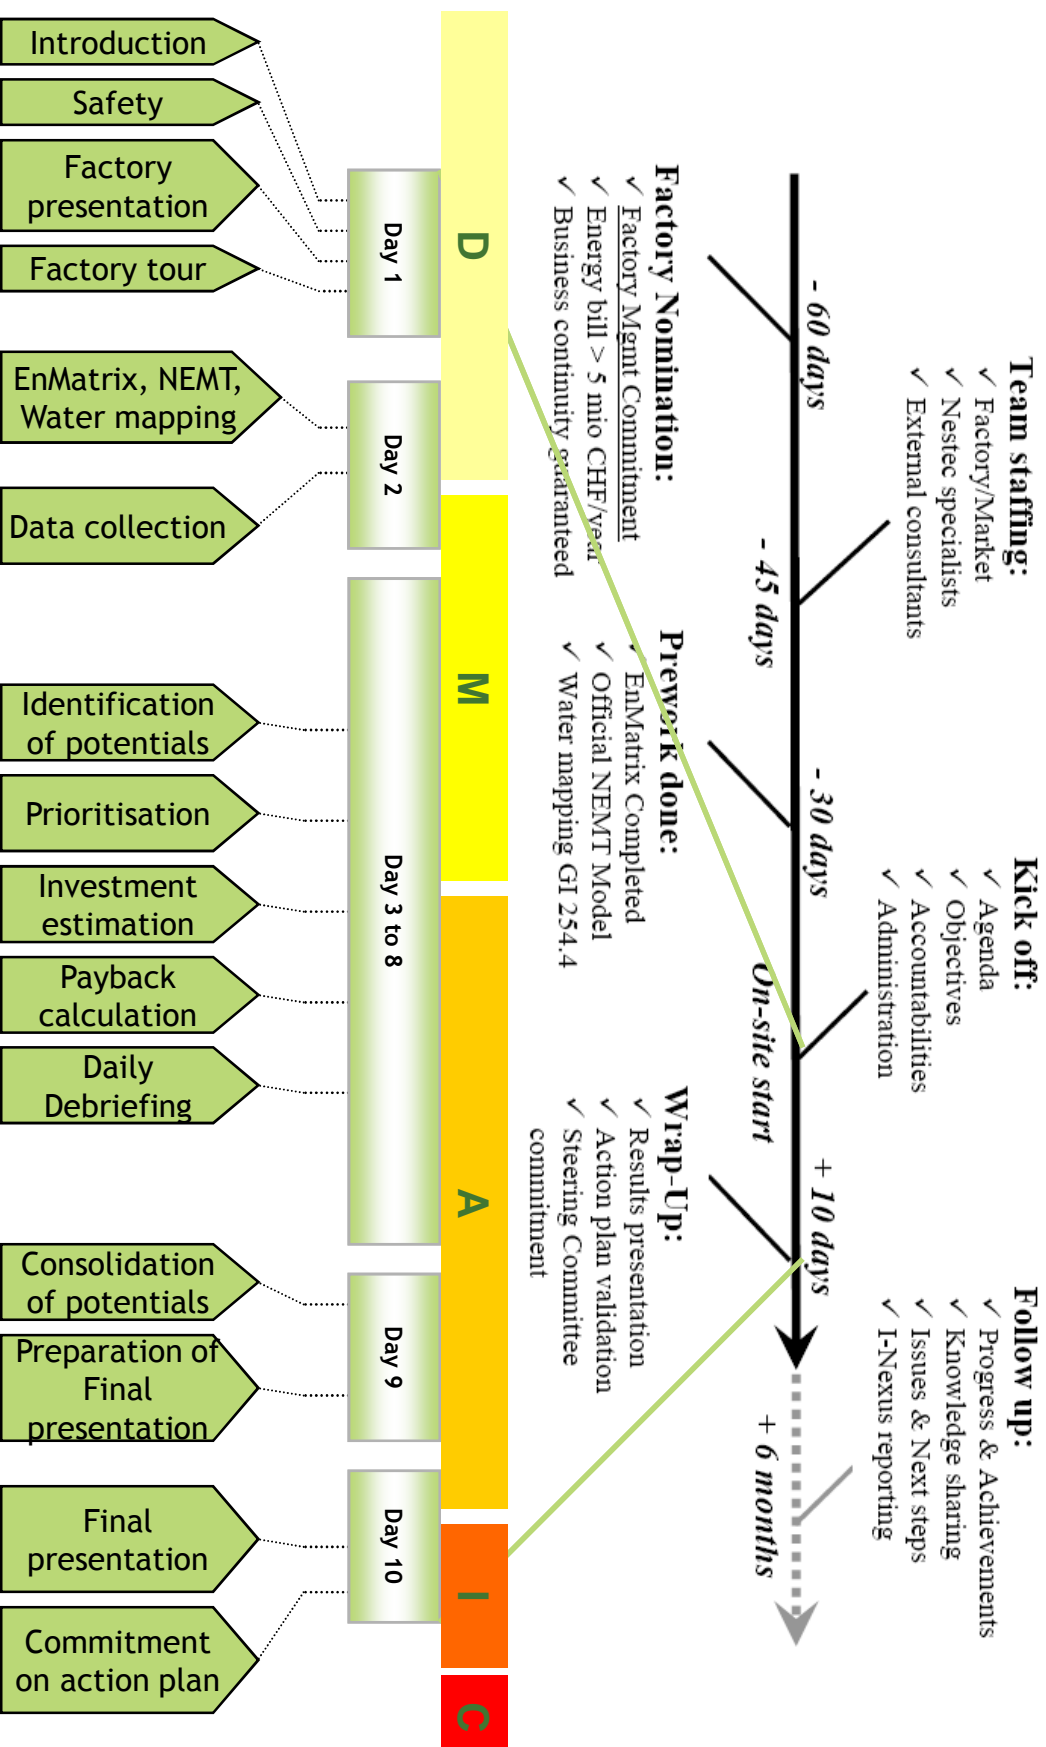 Team staffing:
✓ Factory/Market
✓ Nestec specialists
✓ External consultants
Kick off:
✓ Agenda
✓ Objectives
✓ Accountabilities
✓ Administration
Follow up:
✓ Progress & Achievements
✓ Knowledge sharing
✓ Issues & Next steps
✓ I-Nexus reporting
- 60 days
- 45 days
- 30 days
On-site start
+ 10 days
+ 6 months
Factory Nomination:
✓ Factory Mgmt Commitment
✓ Energy bill > 5 mio CHF/year
✓ Business continuity guaranteed
Prework done:
✓ EnMatrix Completed
✓ Official NEMT Model
✓ Water mapping GI 254.4
Wrap-Up:
✓ Results presentation
✓ Action plan validation
✓ Steering Committee
commitment
D
M
A
I
C
Day 1
Day 2
Day 3 to 8
Day 9
Day 10
Introduction
Safety
Factory
presentation
Factory tour
EnMatrix, NEMT,
Water mapping
Data collection
Identification
of potentials
Prioritisation
Investment
estimation
Payback
calculation
Daily
Debriefing
Consolidation
of potentials
Preparation of
Final
presentation
Final
presentation
Commitment
on action plan